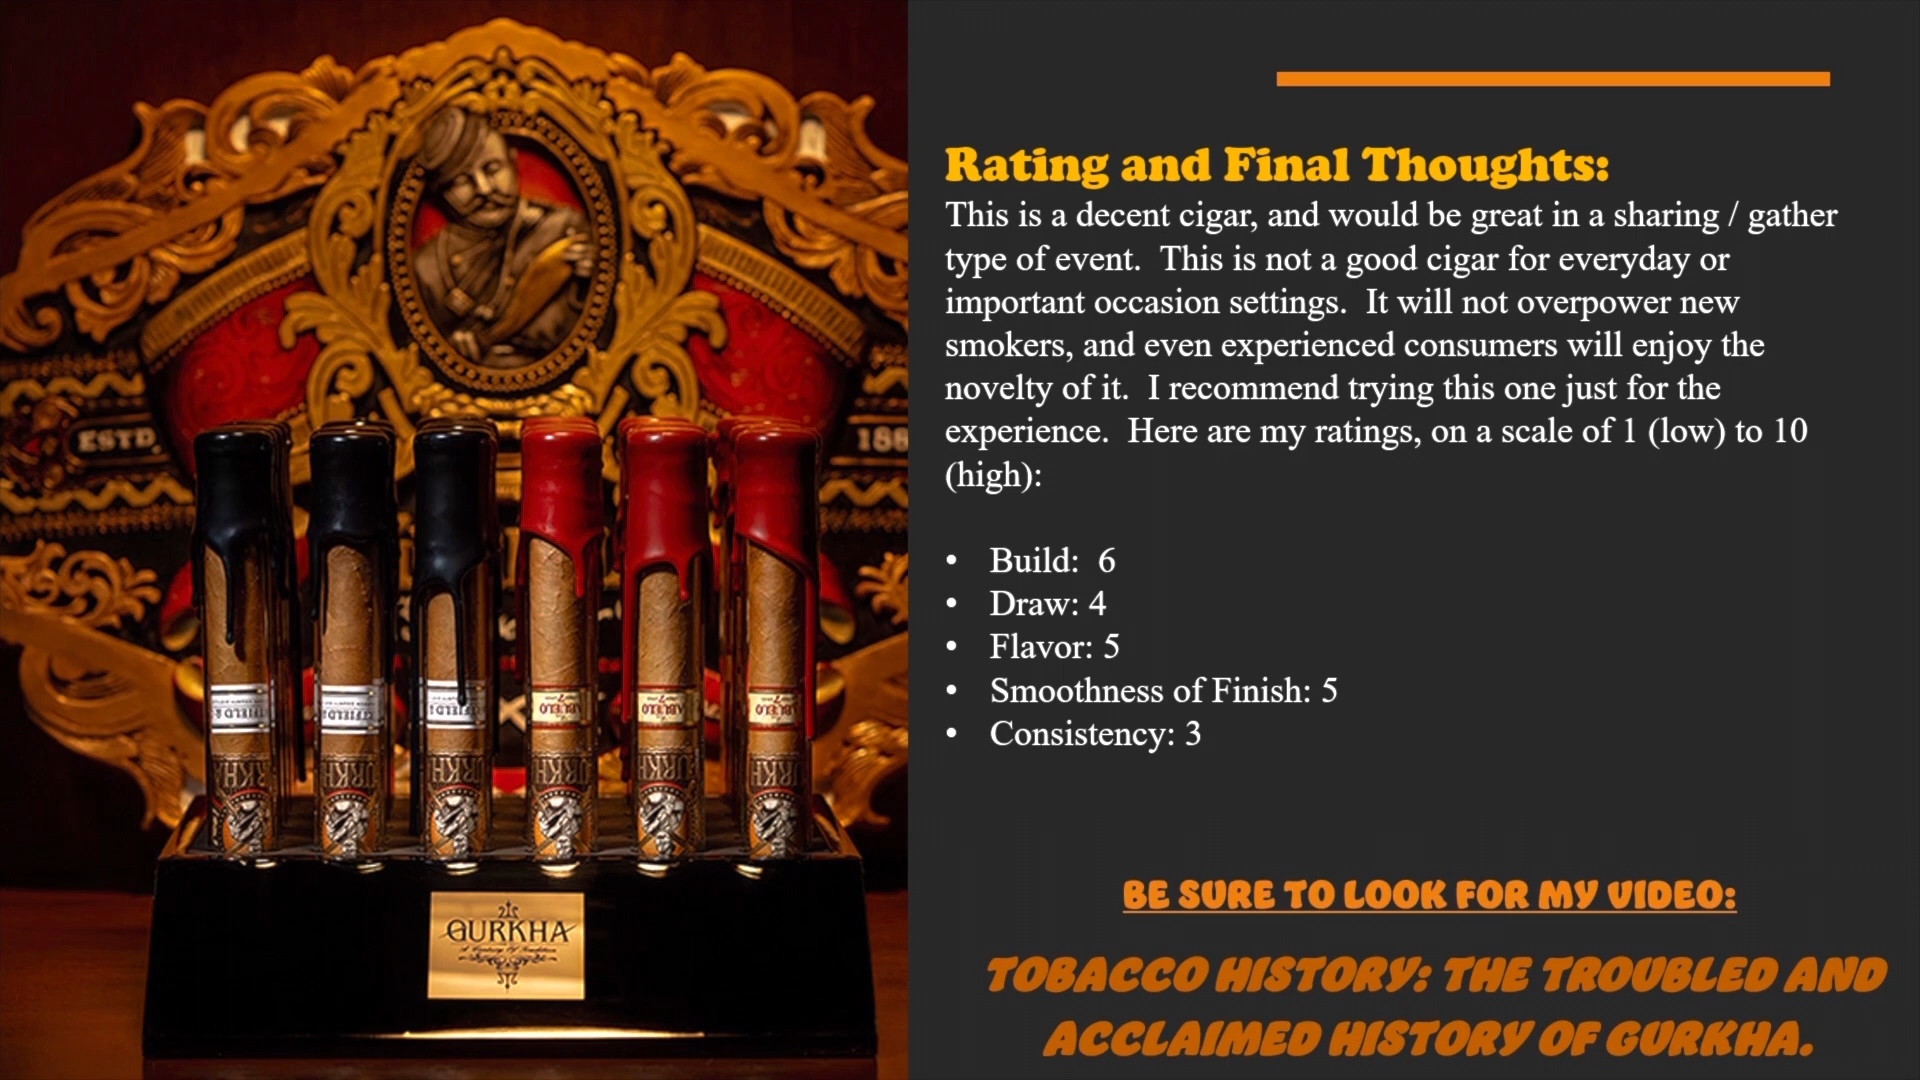 Rating and Final Thoughts:
This is a decent cigar, and would be great in a sharing / gather
type of event.  This is not a good cigar for everyday or
important occasion settings.  It will not overpower new
smokers, and even experienced consumers will enjoy the
novelty of it.  I recommend trying this one just for the
experience.  Here are my ratings, on a scale of 1 (low) to 10
(high):
• Build:  6
• Draw: 4
• Flavor: 5
• Smoothness of Finish: 5
• Consistency: 3
BE SURE TO LOOK FOR MY VIDEO:
TOBACCO HISTORY: THE TROUBLED AND
ACCLAIMED HISTORY OF GURKHA.
ESTD.
GURKHA